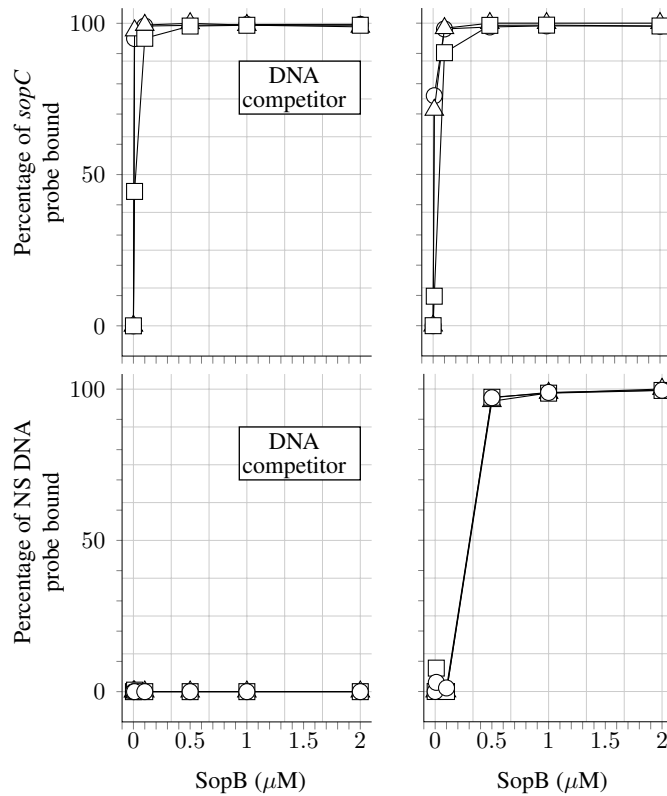 100
50
0
Percentage of sopC
probe bound
DNA
competitor
100
50
0
Percentage of NS DNA
probe bound
DNA
competitor
0 0.5 1 1.5 2
0 0.5 1 1.5 2
SopB (μM)
SopB (μM)